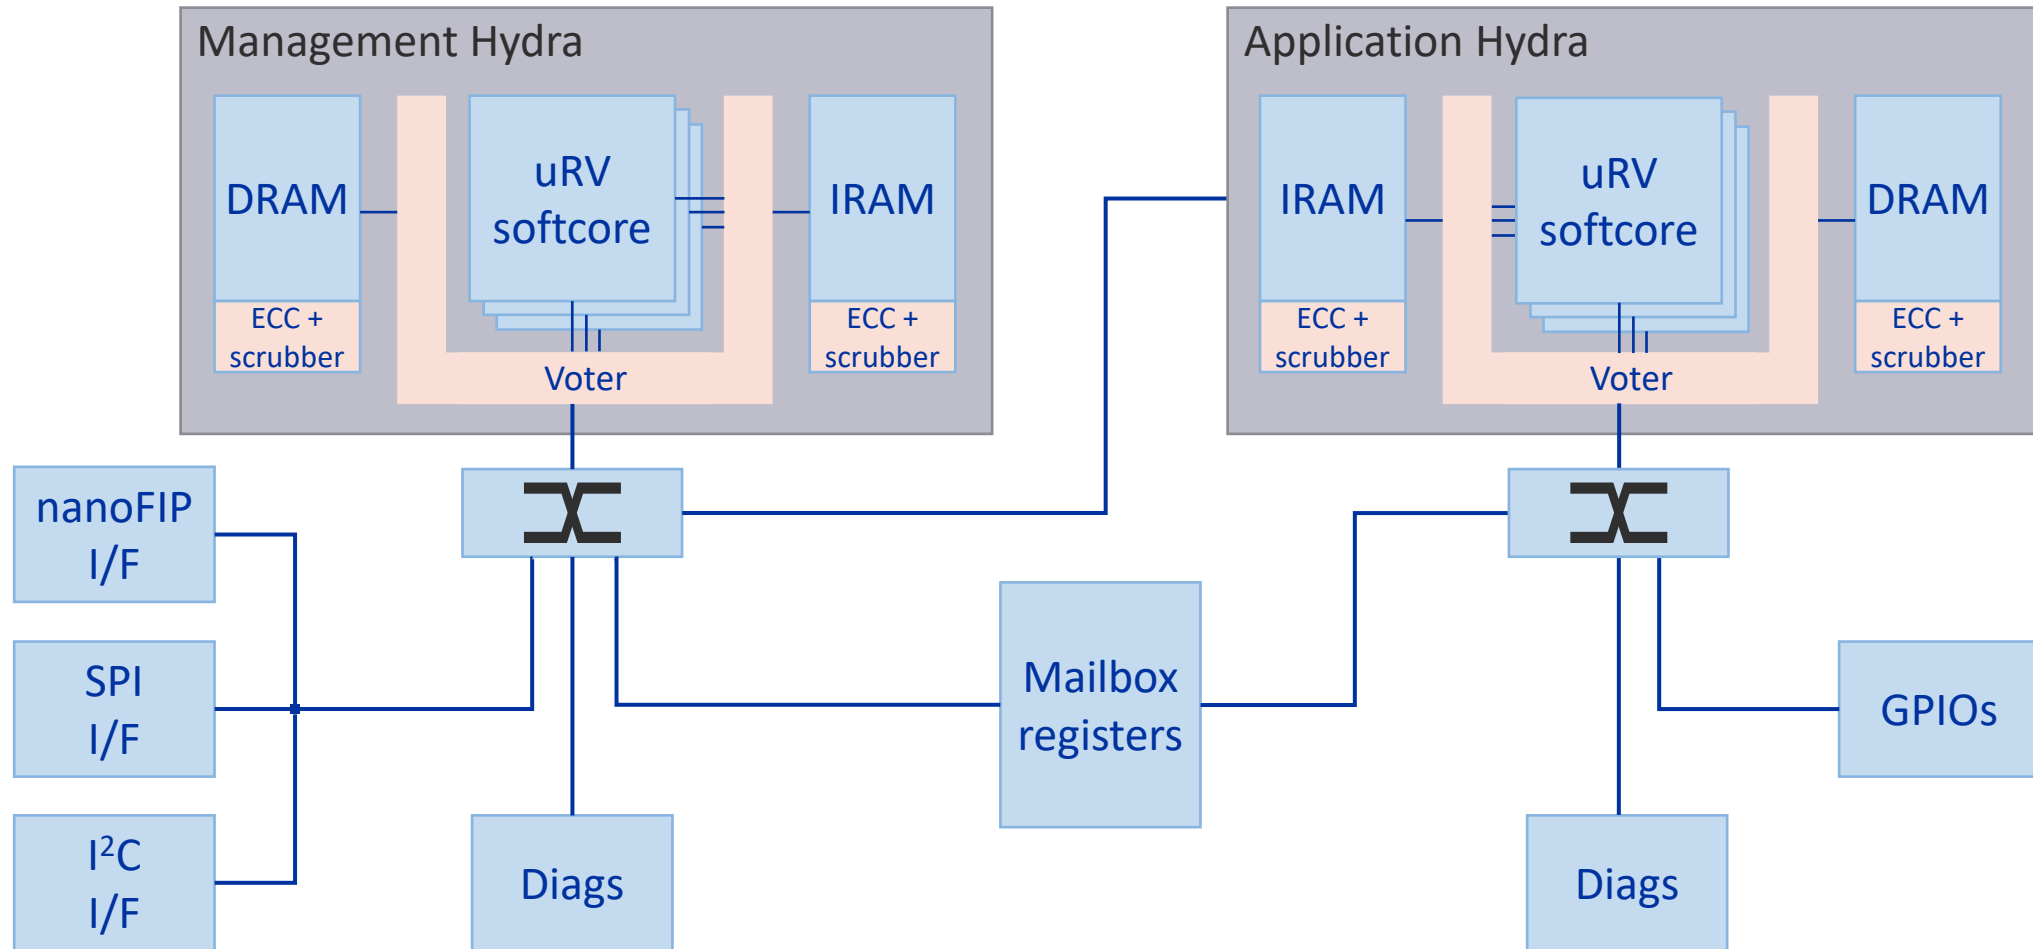 Management Hydra
DRAM
ECC +
scrubber
uRV
softcore
Voter
IRAM
ECC +
scrubber
Application Hydra
IRAM
ECC +
scrubber
uRV
softcore
Voter
DRAM
ECC +
scrubber
nanoFIP
I/F
SPI
I/F
I²C
I/F
Diags
Mailbox
registers
Diags
GPIOs